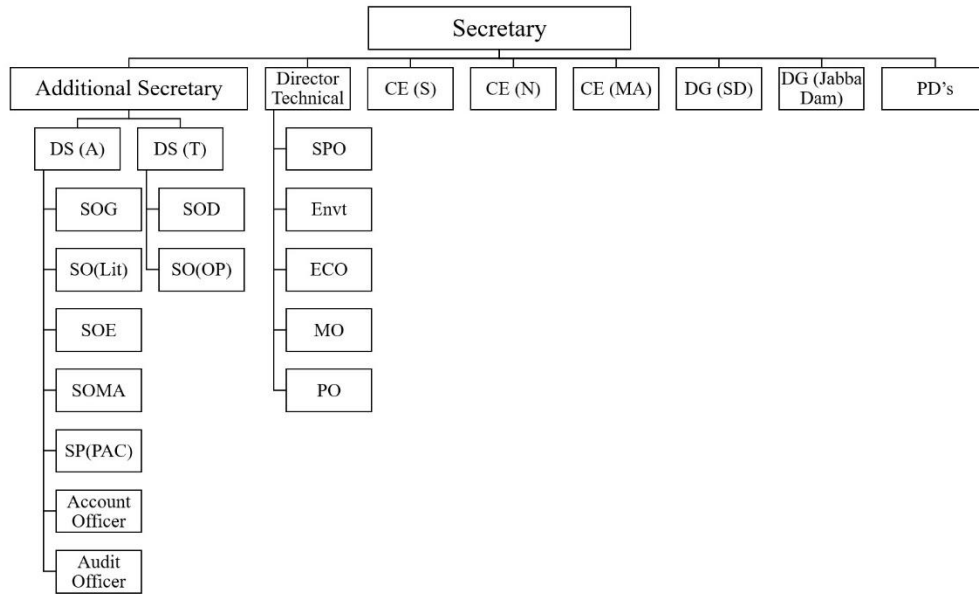 Secretary
Additional Secretary
Director
Technical
CE (S)
CE (N)
CE (MA)
DG (SD)
DG (Jabba
Dam)
PD's
DS (A)
DS (T)
SPO
SOG
SOD
Envt
SO(Lit)
SO(OP)
ECO
SOE
MO
SOMA
PO
SP(PAC)
Account
Officer
Audit
Officer